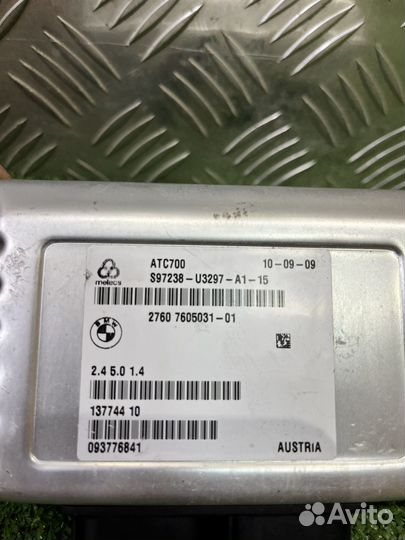 ATC700 10-09-09
melecs S97238-U3297-A1-15
BMW 2760 7605031-01
2.4 5.0 1.4
137744 10
093776841 AUSTRIA
Avito